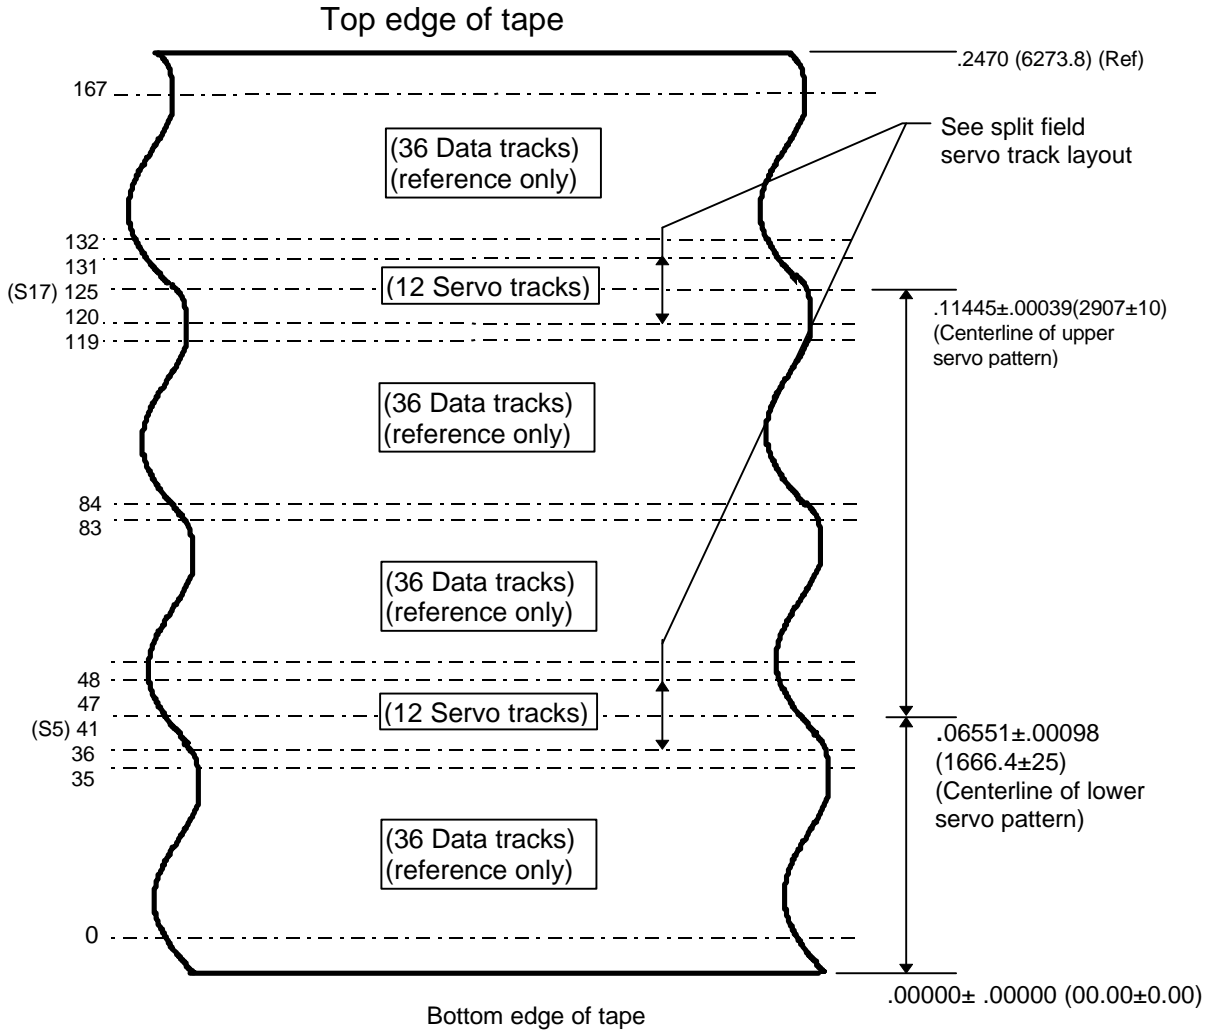 Top edge of tape
.2470 (6273.8) (Ref)
167
See split field
servo track layout
(36 Data tracks)
(reference only)
132
131
(12 Servo tracks)
(S17) 125
.11445±.00039(2907±10)
(Centerline of upper
servo pattern)
120
119
(36 Data tracks)
(reference only)
84
83
(36 Data tracks)
(reference only)
48
47
(12 Servo tracks)
(S5) 41
.06551±.00098
(1666.4±25)
(Centerline of lower
servo pattern)
36
35
(36 Data tracks)
(reference only)
0
.00000± .00000 (00.00±0.00)
Bottom edge of tape